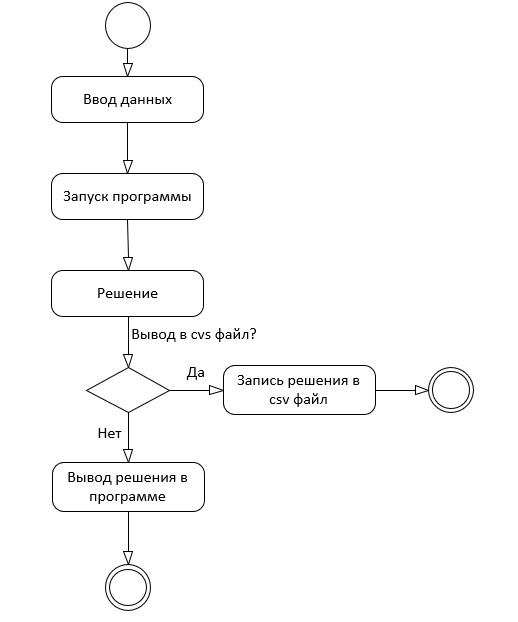 Ввод данных
Запуск программы
Решение
Вывод в cvs файл?
Да
Запись решения в
csv файл
Нет
Вывод решения в
программе